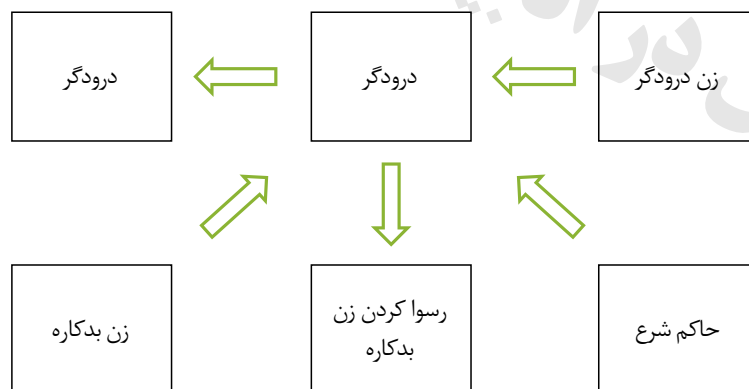 زن درودگر
درودگر
درودگر
حاکم شرع
رسوا کردن زن
بدکاره
زن بدکاره